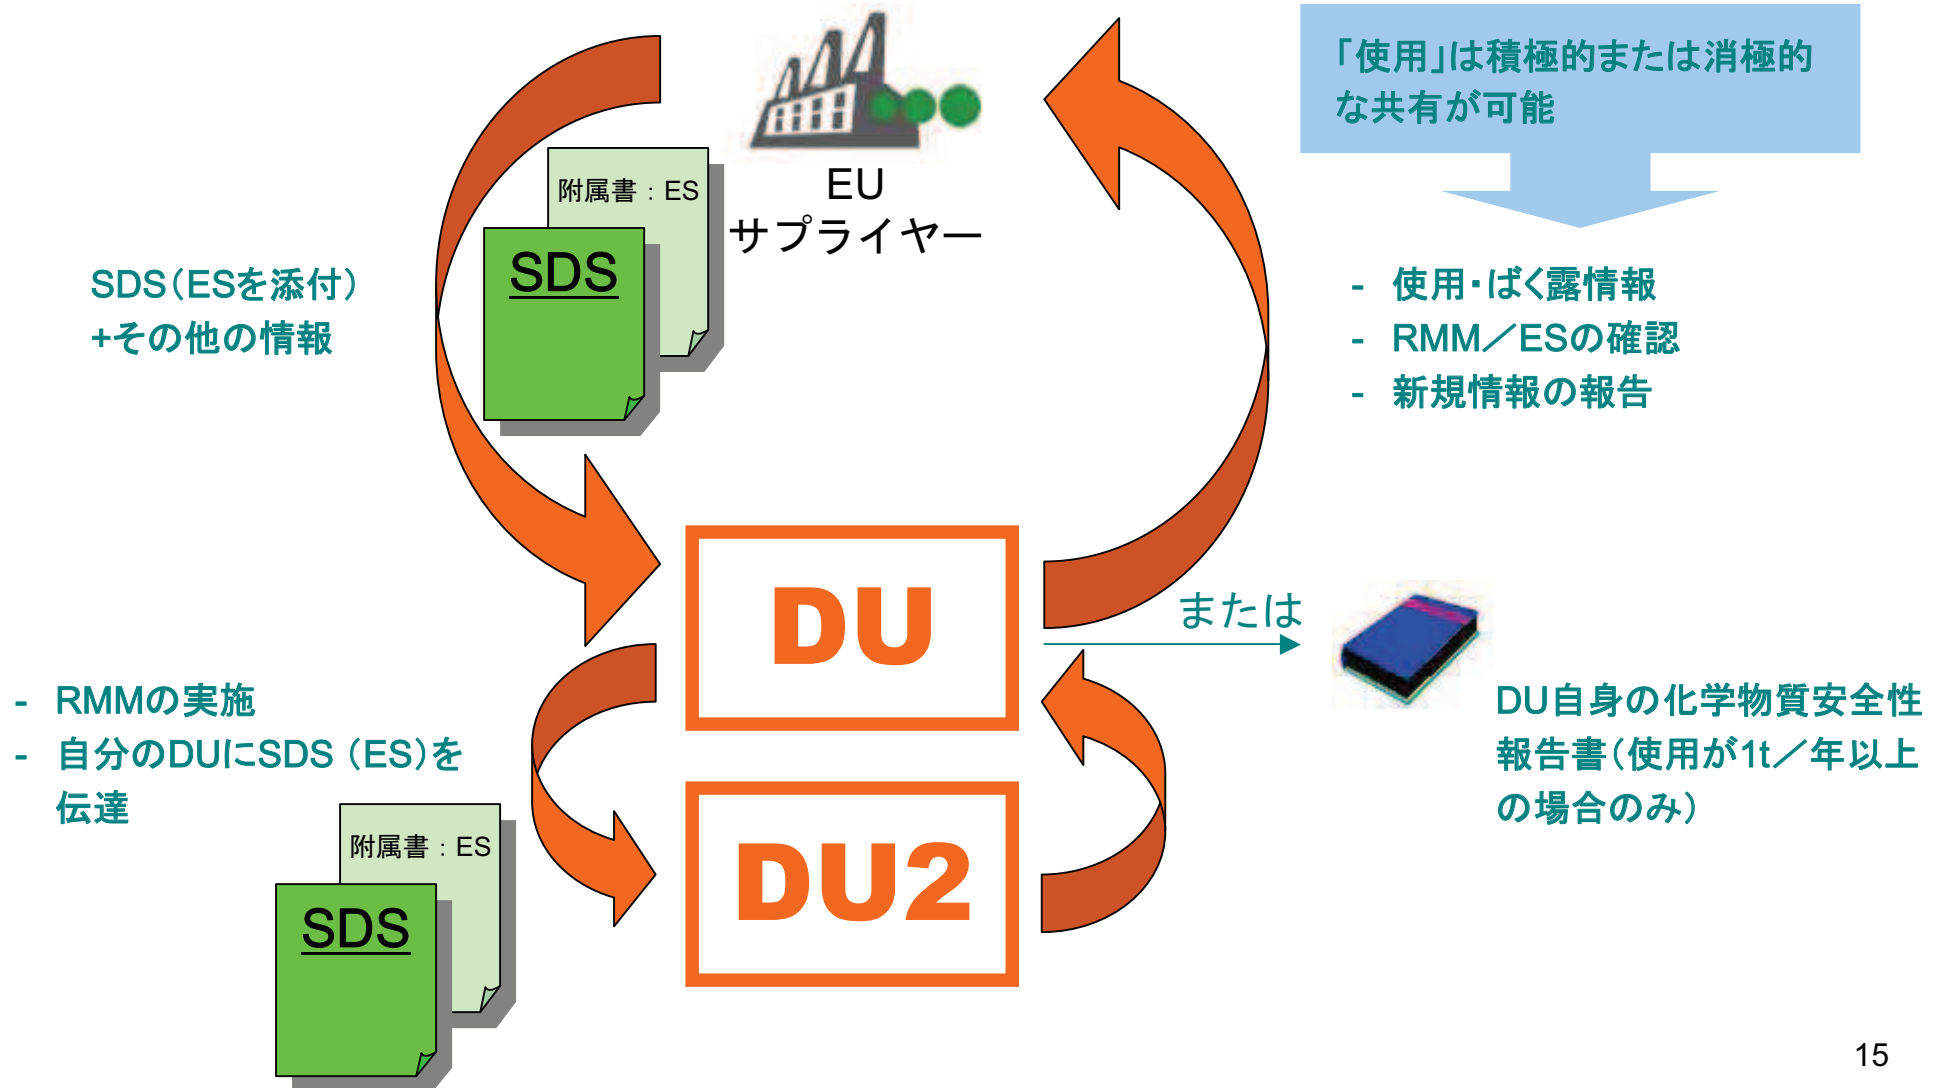 「使用」は積極的または消極的
な共有が可能
EU
サプライヤー
附属書：ES
SDS
SDS（ESを添付）
+その他の情報
- 使用・ばく露情報
- RMM／ESの確認
- 新規情報の報告
DU
または
DU自身の化学物質安全性
報告書（使用が1t／年以上
の場合のみ）
- RMMの実施
- 自分のDUにSDS（ES）を
伝達
附属書：ES
SDS
DU2
15